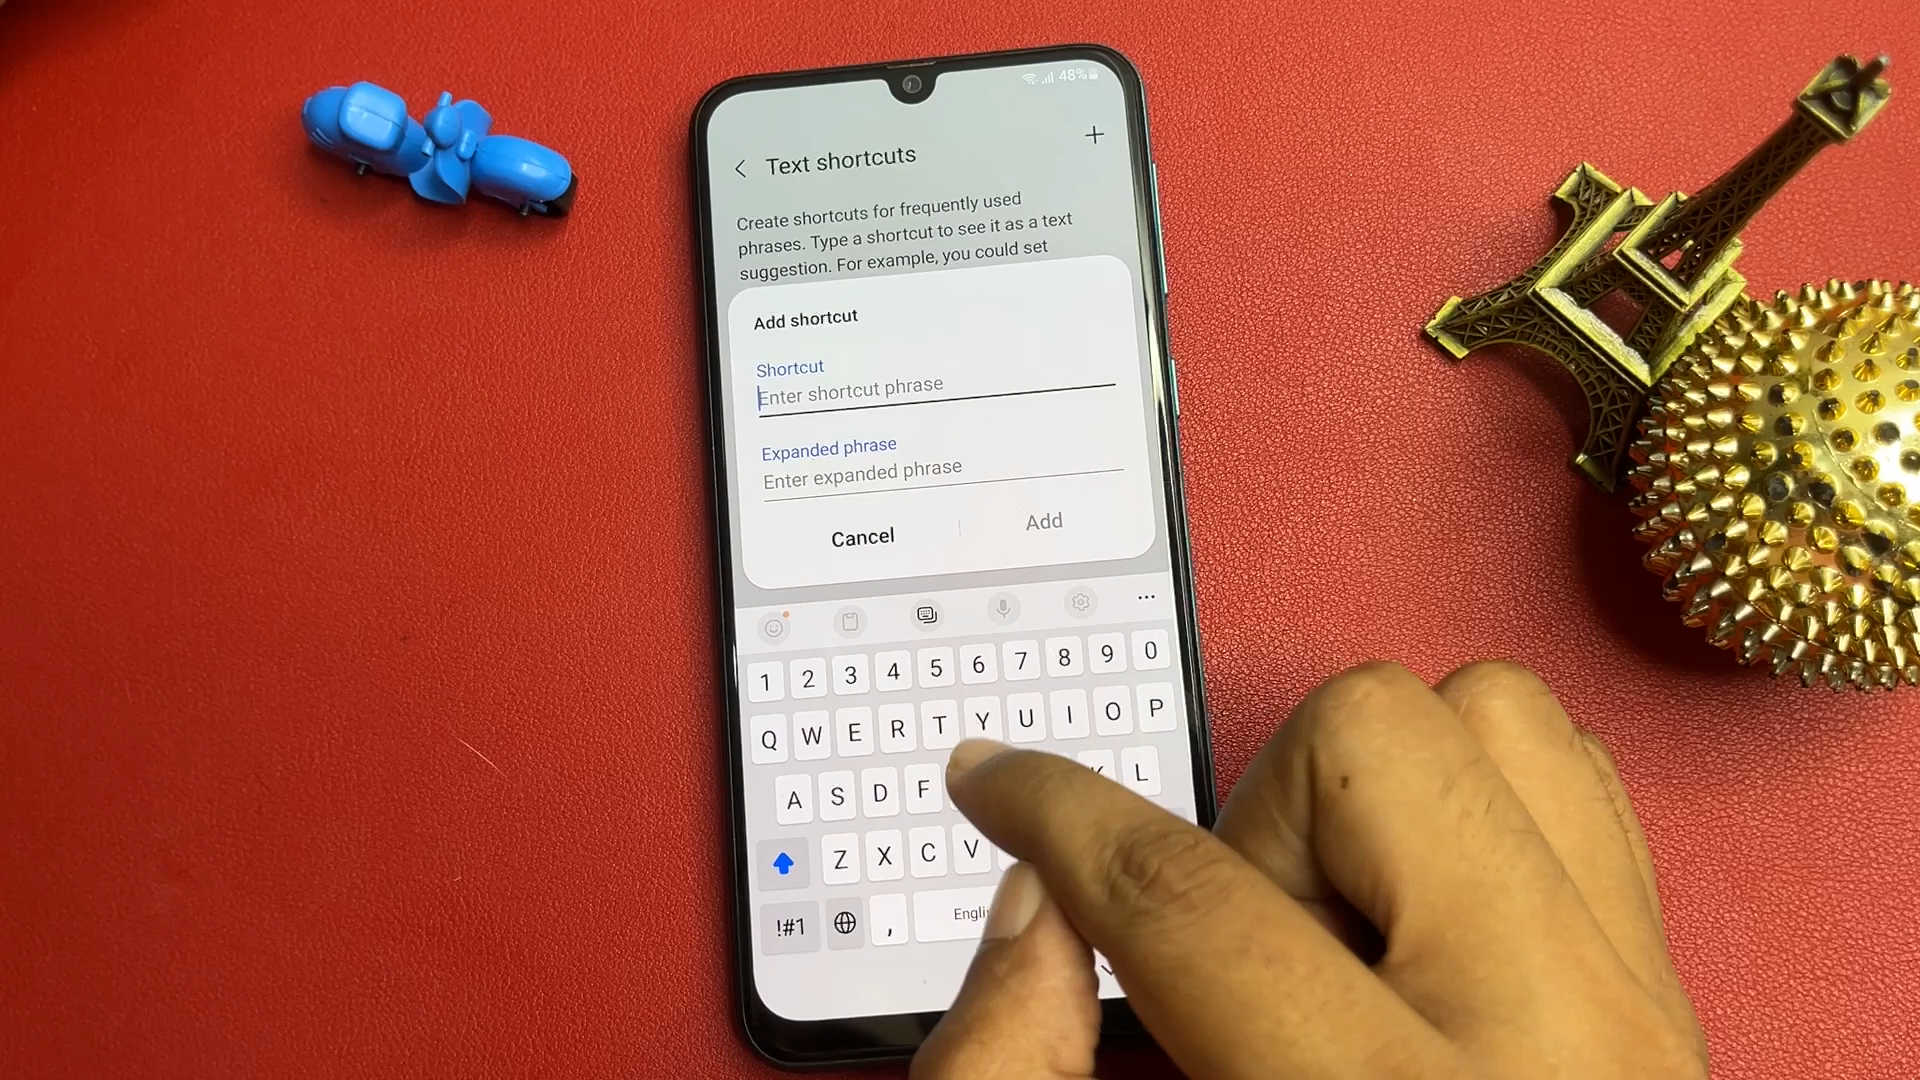 48%
Text shortcuts
+
Create shortcuts for frequently used
phrases. Type a shortcut to see it as a text
suggestion. For example, you could set
Add shortcut
Shortcut
Enter shortcut phrase
Expanded phrase
Enter expanded phrase
Cancel
Add
1 2 3 4 5 6 7 8 9 0
Q W E R T Y U I O P
A S D F K L
Z X C V
!#1 , Engli